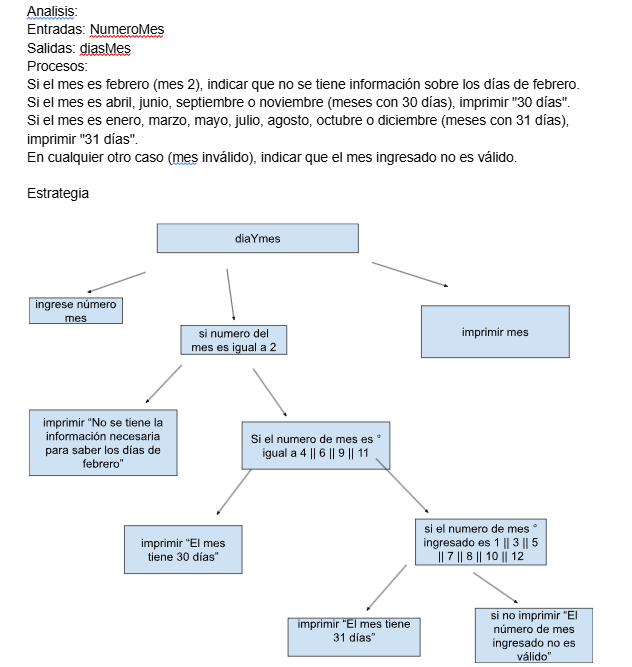 Analisis:
Entradas: NumeroMes
Salidas: diasMes
Procesos:
Si el mes es febrero (mes 2), indicar que no se tiene información sobre los días de febrero.
Si el mes es abril, junio, septiembre o noviembre (meses con 30 días), imprimir "30 días".
Si el mes es enero, marzo, mayo, julio, agosto, octubre o diciembre (meses con 31 días),
imprimir "31 días".
En cualquier otro caso (mes inválido), indicar que el mes ingresado no es válido.
Estrategia
diaYmes
ingrese número
mes
si numero del
mes es igual a 2
imprimir mes
imprimir “No se tiene la
información necesaria
para saber los días de
febrero”
Si el numero de mes es °
igual a 4 || 6 || 9 || 11
imprimir “El mes
tiene 30 días”
si el numero de mes °
ingresado es 1 || 3 || 5
|| 7 || 8 || 10 || 12
imprimir “El mes tiene
31 días”
si no imprimir “El
número de mes
ingresado no es
válido”